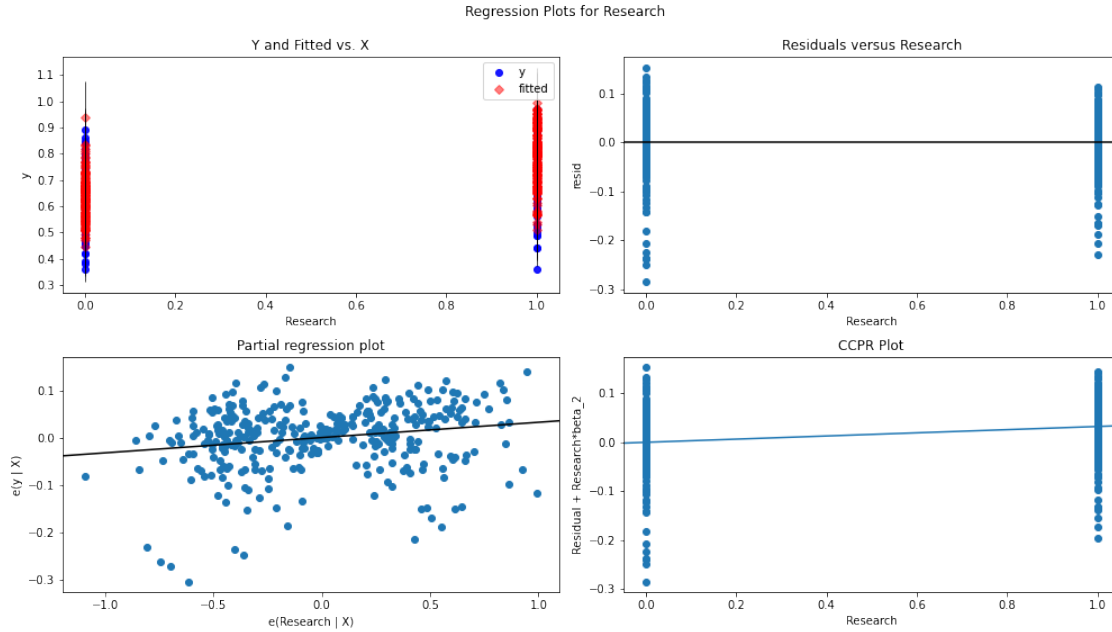 Regression Plots for Research
Y and Fitted vs. X
y
fitted
1.1
1.0
0.9
0.8
0.7
0.6
0.5
0.4
0.3
y
0.0 0.2 0.4 0.6 0.8 1.0
Research
Residuals versus Research
0.1
0.0
−0.1
−0.2
−0.3
resid
0.0 0.2 0.4 0.6 0.8 1.0
Research
Partial regression plot
0.1
0.0
−0.1
−0.2
−0.3
e(y | X)
−1.0 −0.5 0.0 0.5 1.0
e(Research | X)
CCPR Plot
0.1
0.0
−0.1
−0.2
−0.3
Residual + Research*beta_2
0.0 0.2 0.4 0.6 0.8 1.0
Research